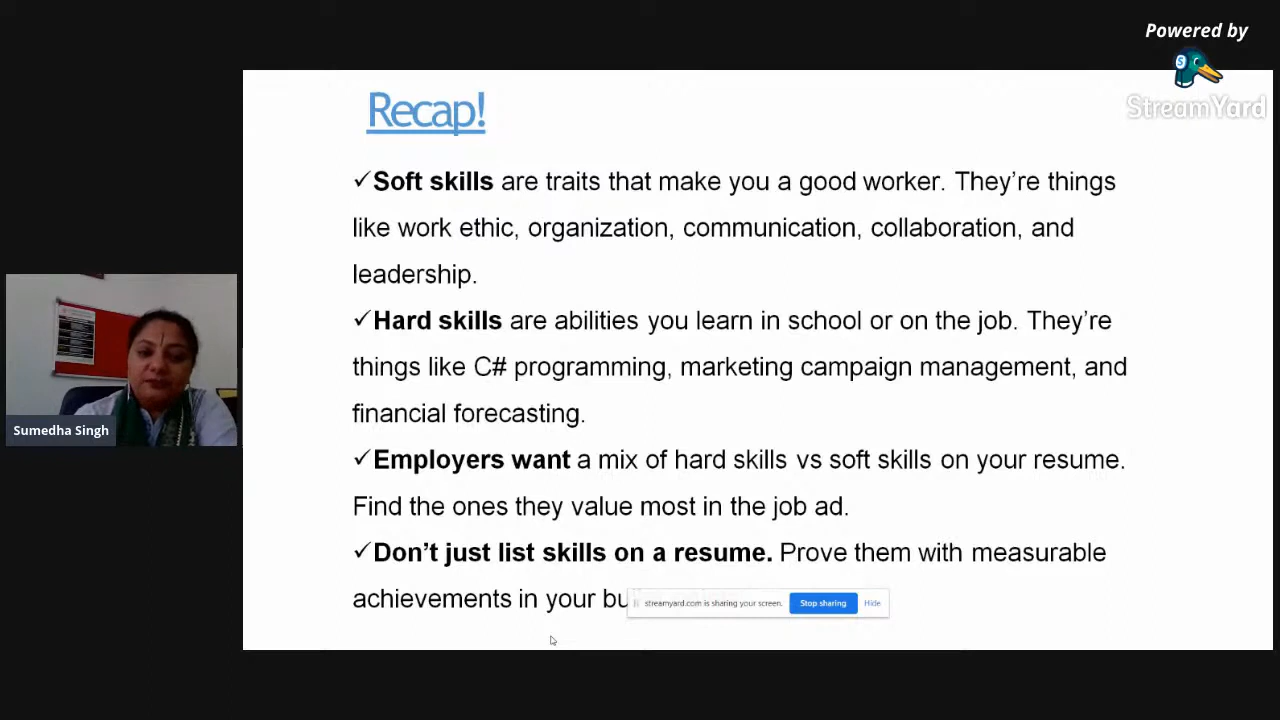 Powered by
StreamYard
Recap!
✓Soft skills are traits that make you a good worker. They’re things
like work ethic, organization, communication, collaboration, and
leadership.
✓Hard skills are abilities you learn in school or on the job. They’re
things like C# programming, marketing campaign management, and
financial forecasting.
✓Employers want a mix of hard skills vs soft skills on your resume.
Find the ones they value most in the job ad.
✓Don’t just list skills on a resume. Prove them with measurable
achievements in your
streamyard.com is sharing your screen. Stop sharing Hide
Sumedha Singh